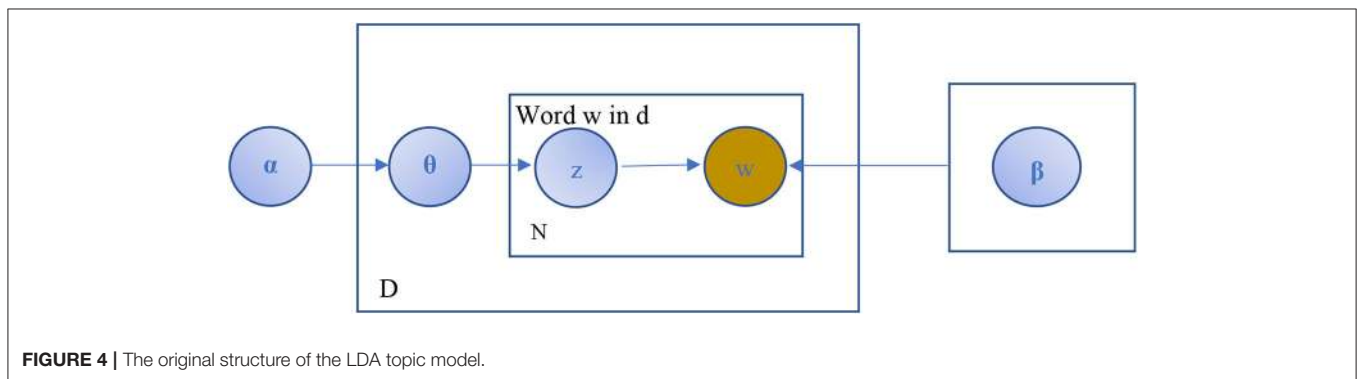 Word w in d
α
θ
z
w
β
N
D
FIGURE 4 | The original structure of the LDA topic model.